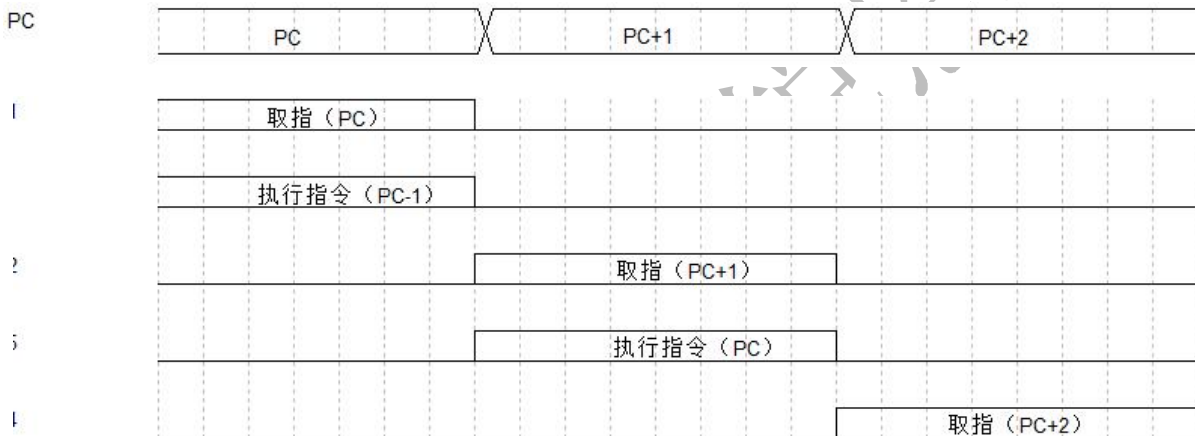 PC
PC PC+1 PC+2
取指（PC）
执行指令（PC-1）
2 取指（PC+1）
执行指令（PC）
取指（PC+2）